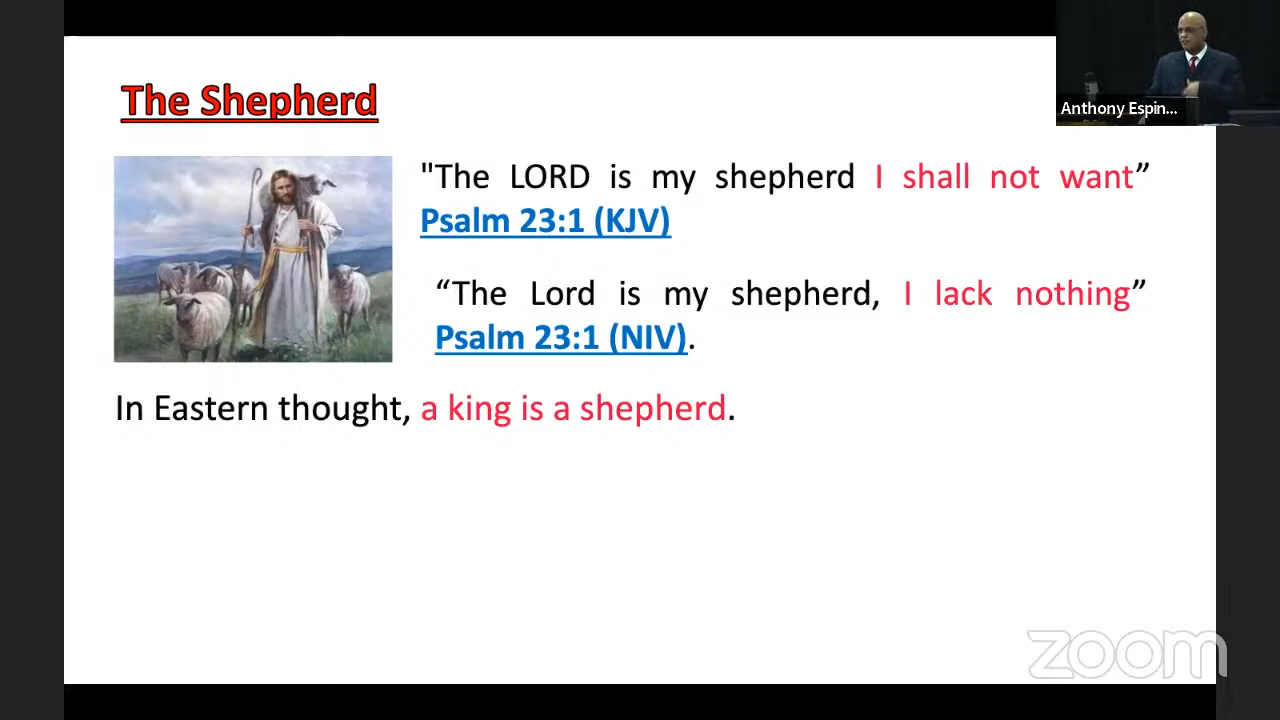 The Shepherd
Anthony Espin...
"The LORD is my shepherd I shall not want”
Psalm 23:1 (KJV)
“The Lord is my shepherd, I lack nothing”
Psalm 23:1 (NIV).
In Eastern thought, a king is a shepherd.
zoom